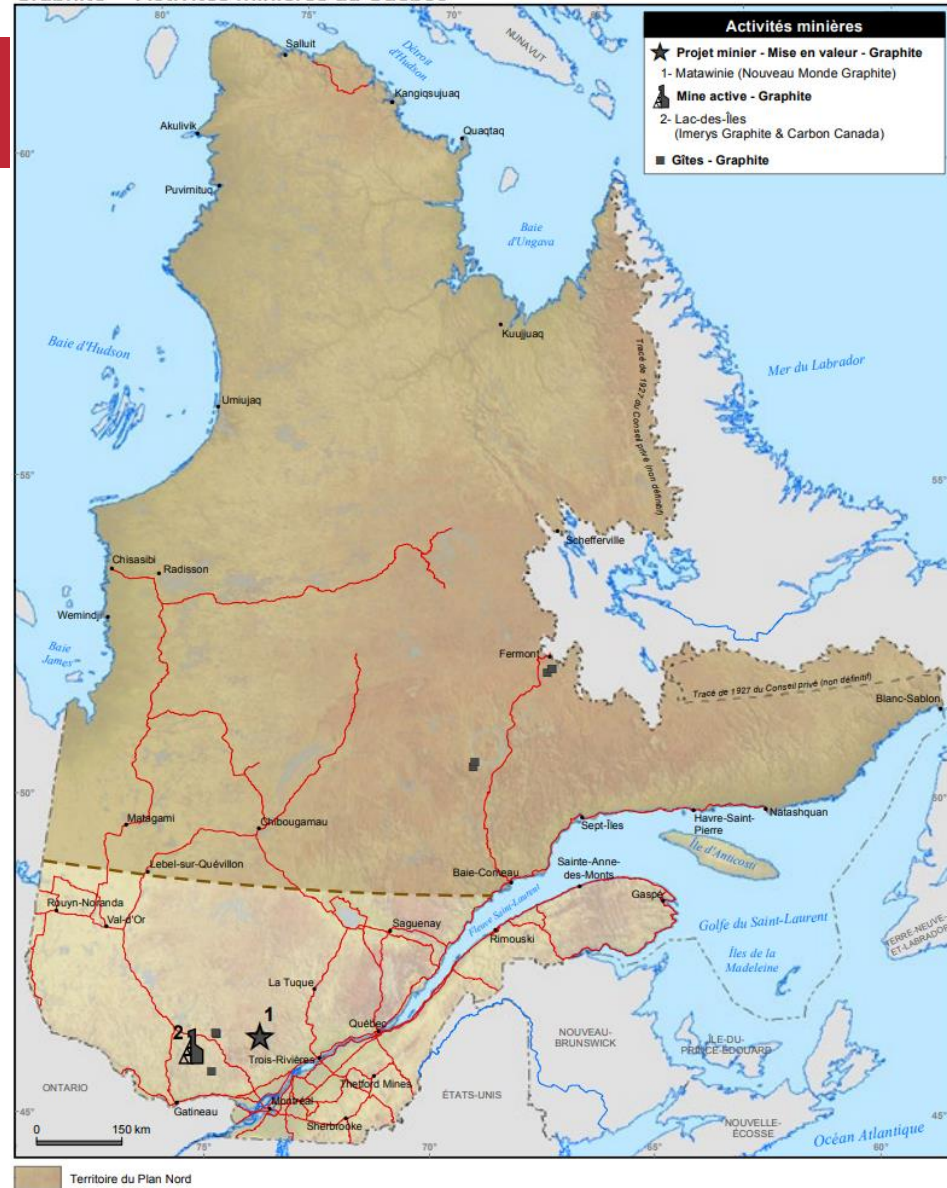 80°
75°
70°
65°
Activités minières
Projet minier - Mise en valeur - Graphite
1- Matawinie (Nouveau Monde Graphite)
Mine active - Graphite
2- Lac-des-Îles
(Imerys Graphite & Carbon Canada)
Gîtes - Graphite
NUNAVUT
Salluit
Détroit
d'Hudson
Kangiqsujuaq
Akulivik
Quaqtaq
60°
Puvirnituq
Baie
d'Ungava
Kuujjuaq
Baie d'Hudson
Mer du Labrador
Tracé de 1927 du Conseil privé (non définitif)
Umiujaq
55°
55°
Schefferville
Chisasibi
Radisson
Wemindji
Baie
James
Fermont
Tracé de 1927 du Conseil privé (non définitif)
Blanc-Sablon
50°
50°
Matagami
Chibougamau
Sept-Îles
Havre-Saint-
Pierre
Natashquan
Île d'Anticosti
Lebel-sur-Quévillon
Baie-Comeau
Sainte-Anne-
des-Monts
Fleuve Saint-Laurent
Gaspé
Rouyn-Noranda
Val-d'Or
Saguenay
Rimouski
Golfe du Saint-Laurent
TERRE-NEUVE-
ET-LABRADOR
Îles de la
Madeleine
La Tuque
1
2
Québec
Trois-Rivières
NOUVEAU-
BRUNSWICK
ÎLE-DU-
PRINCE-ÉDOUARD
ONTARIO
Thetford Mines
ÉTATS-UNIS
Gatineau
Montréal
Sherbrooke
45°
45°
NOUVELLE-
ÉCOSSE
Océan Atlantique
0 150 km
75°
70°
65°
60°
Territoire du Plan Nord